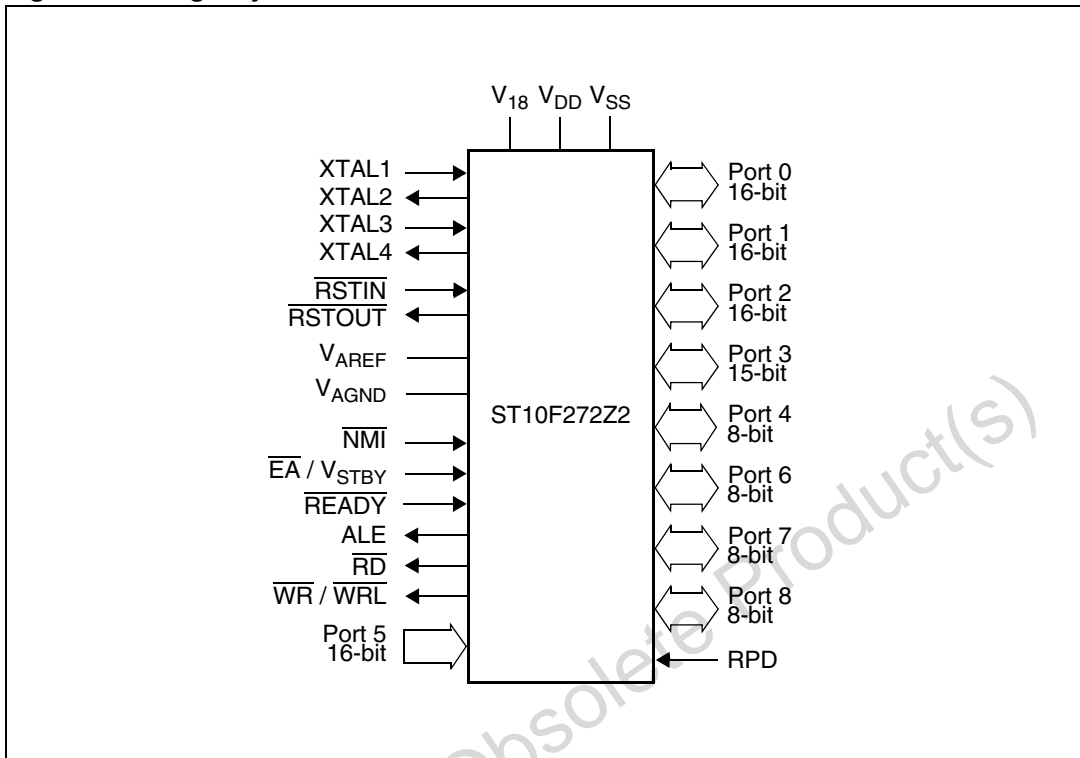 V18 VDD VSS
XTAL1
XTAL2
XTAL3
XTAL4
RSTIN
RSTOUT
VAREF
VAGND
NMI
EA / VSTBY
READY
ALE
RD
WR / WRL
Port 5
16-bit
ST10F272Z2
Port 0
16-bit
Port 1
16-bit
Port 2
16-bit
Port 3
15-bit
Port 4
8-bit
Port 6
8-bit
Port 7
8-bit
Port 8
8-bit
RPD
Obsolete Product(s)